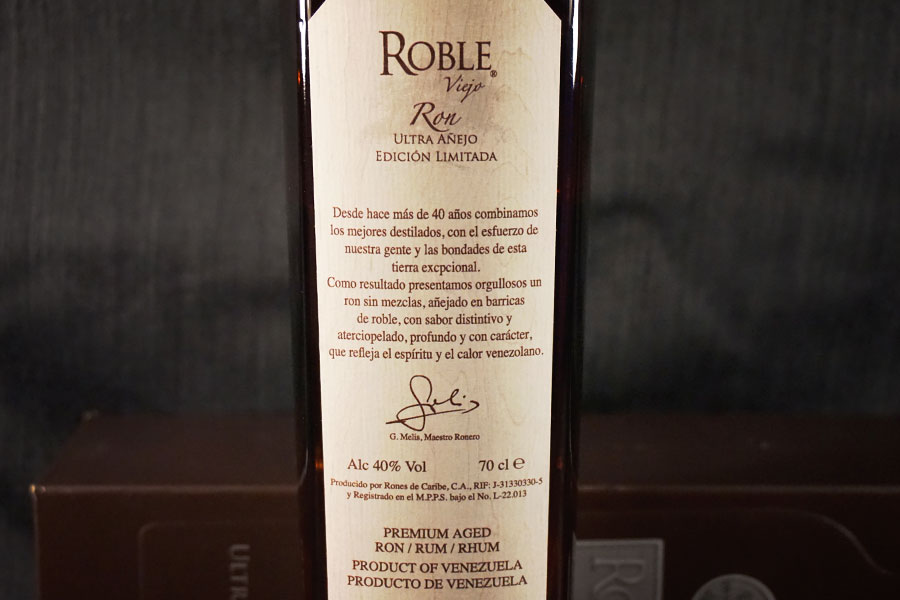 ROBLE®
Viejo
Ron
ULTRA AÑEJO
EDICIÓN LIMITADA
Desde hace más de 40 años combinamos
los mejores destilados, con el esfuerzo de
nuestra gente y las bondades de esta
tierra excpcional.
Como resultado presentamos orgullosos un
ron sin mezclas, añejado en barricas
de roble, con sabor distintivo y
aterciopelado, profundo y con carácter,
que refleja el espíritu y el calor venezolano.
G. Melis, Maestro Ronero
Alc 40% Vol 70 cl ℮
Producido por Rones de Caribe, C.A., RIF: J-31330330-5
y Registrado en el M.P.P.S. bajo el No. L-22.013
PREMIUM AGED
RON / RUM / RHUM
PRODUCT OF VENEZUELA
PRODUCTO DE VENEZUELA